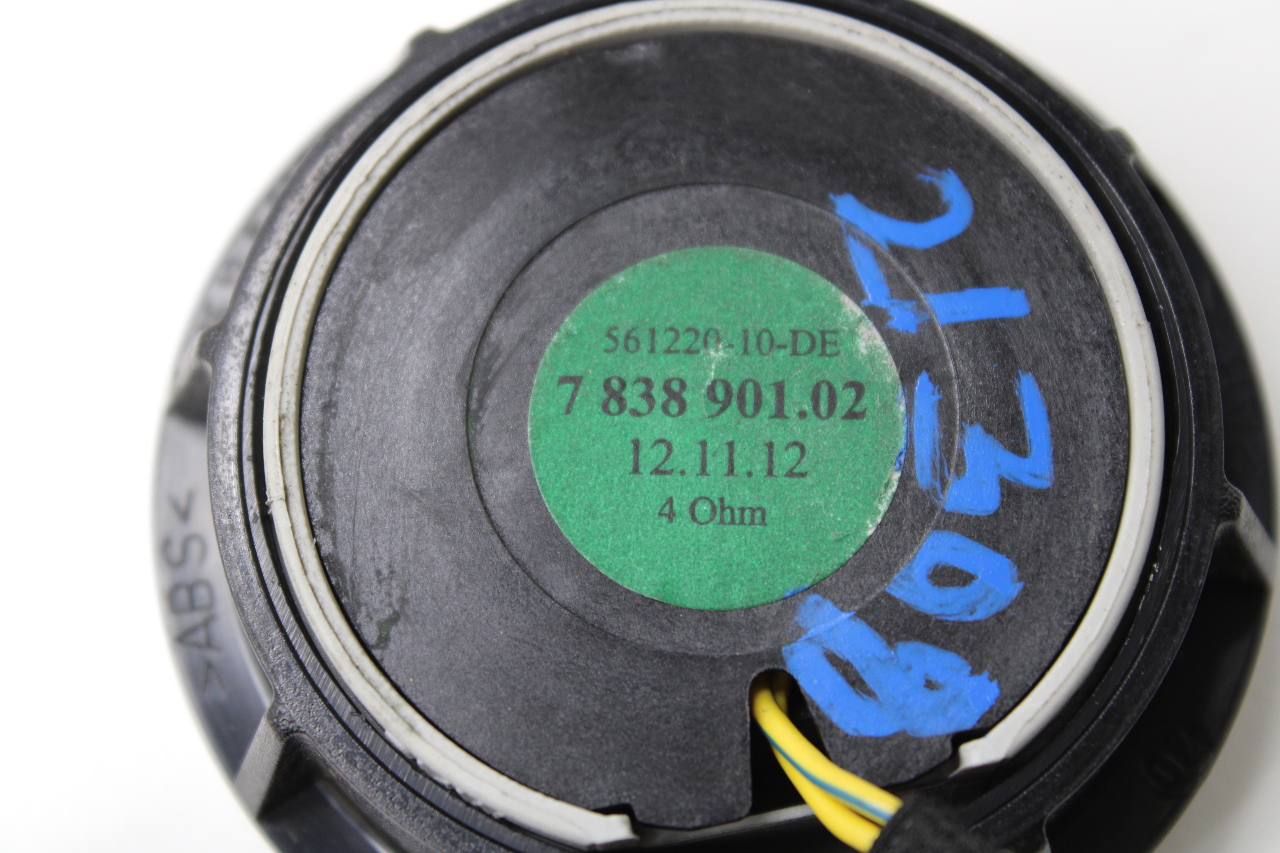 561220-10-DE
7 838 901.02
12.11.12
4 Ohm
>ABS<